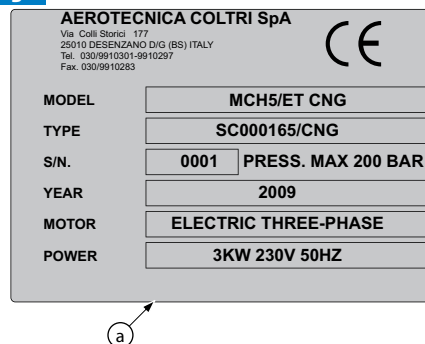 AEROTECNICA COLTRI SpA
Via Colli Storici 177
25010 DESENZANO D/G (BS) ITALY
Tel. 030/9910301-9910297
Fax. 030/9910283
CE
MODEL MCH5/ET CNG
TYPE SC000165/CNG
S/N. 0001 PRESS. MAX 200 BAR
YEAR 2009
MOTOR ELECTRIC THREE-PHASE
POWER 3KW 230V 50HZ
a